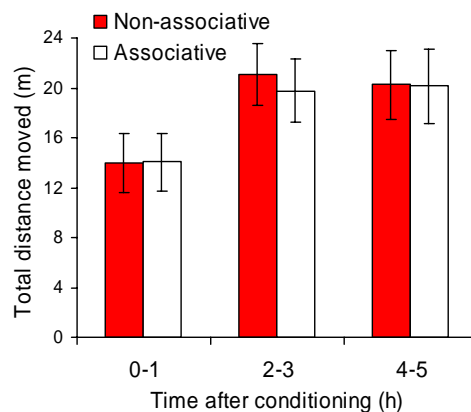 Non-associative
Associative
Total distance moved (m)
24
20
16
12
8
4
0
0-1 2-3 4-5
Time after conditioning (h)